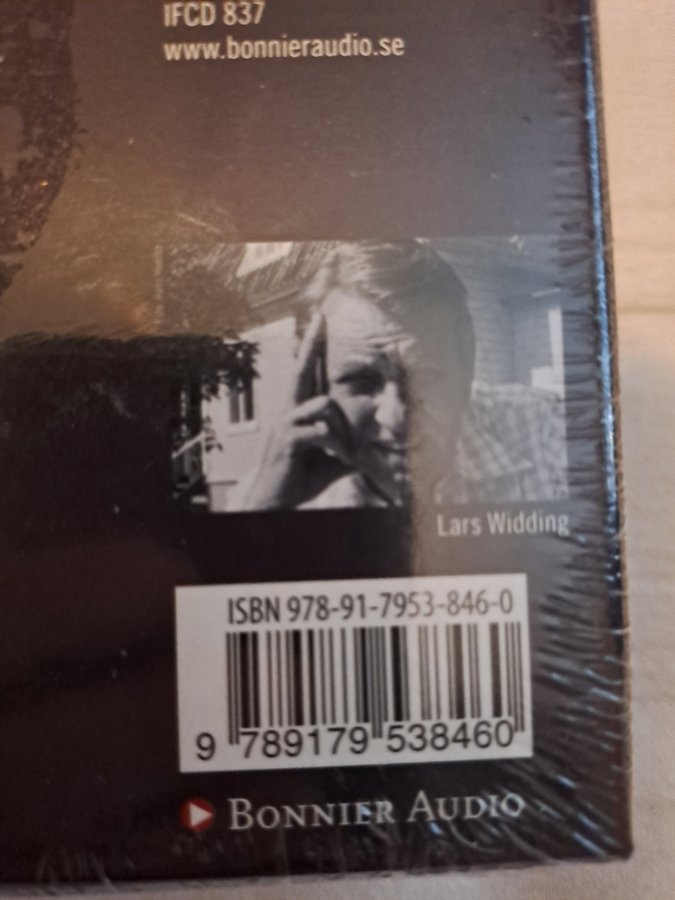 IFCD 837
www.bonnieraudio.se
Lars Widding
ISBN 978-91-7953-846-0
9 789179 538460
BONNIER AUDIO